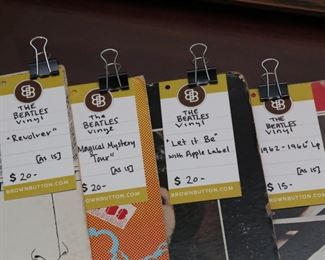 THE
BEATLES
Vinyl
"Revolver"
[AS IS]
$20-
BROWNBUTTON.COM
THE
BEATLES
Vinyl
"Magical Mystery
Tour"
[AS IS]
$20-
BROWNBUTTON.COM
THE
BEATLES
Vinyl
"Let it Be"
with Apple Label
$20-
BROWNBUTTON.COM
THE
BEATLES
Vinyl
1962-1966 Lp
[AS IS]
$15-
BROWNBUTTON.COM